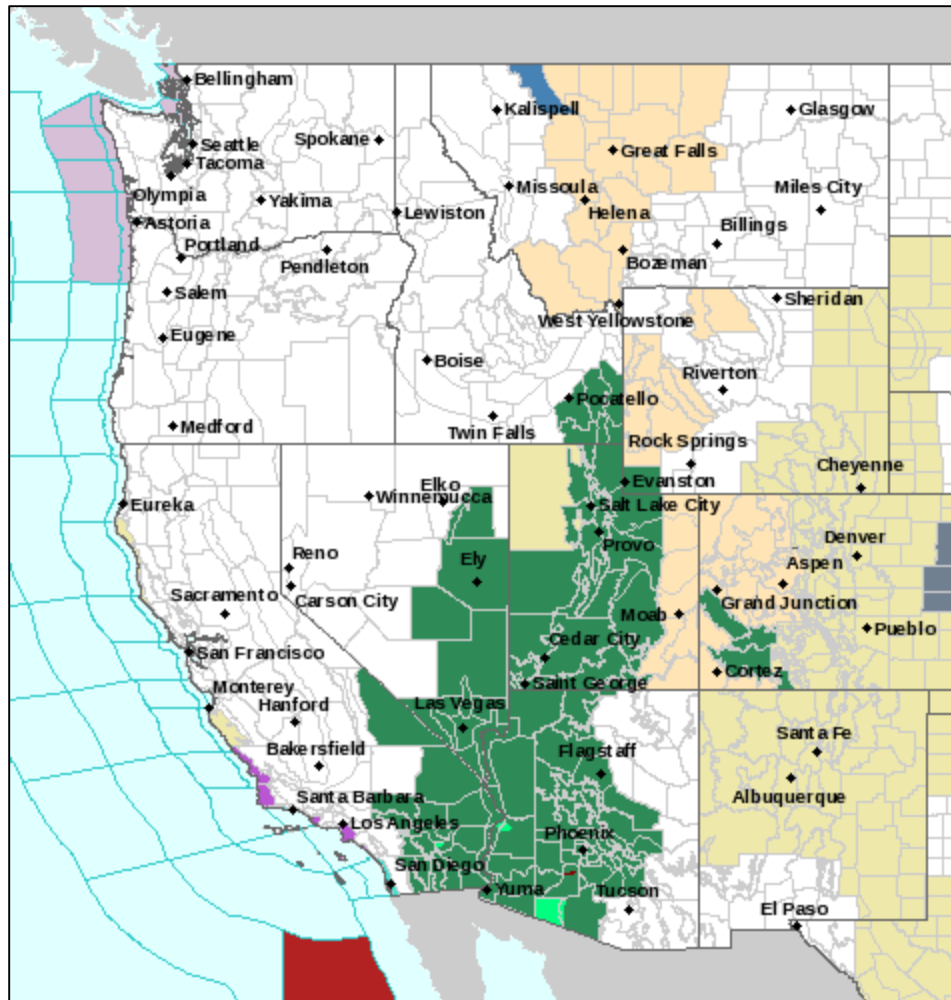 Bellingham
Kalispell
Glasgow
Seattle
Spokane
Great Falls
Tacoma
Olympia
Yakima
Missoula
Miles City
Astoria
Lewiston
Helena
Billings
Portland
Pendleton
Bozeman
Salem
Sheridan
West Yellowstone
Eugene
Boise
Riverton
Pocatello
Medford
Twin Falls
Rock Springs
Cheyenne
Elko
Evanston
Winnemucca
Eureka
Salt Lake City
Provo
Denver
Reno
Ely
Aspen
Sacramento
Carson City
Moab
Grand Junction
Pueblo
San Francisco
Cedar City
Cortez
Monterey
Saint George
Hanford
Las Vegas
Santa Fe
Bakersfield
Flagstaff
Santa Barbara
Albuquerque
Los Angeles
Phoenix
San Diego
Yuma
Tucson
El Paso